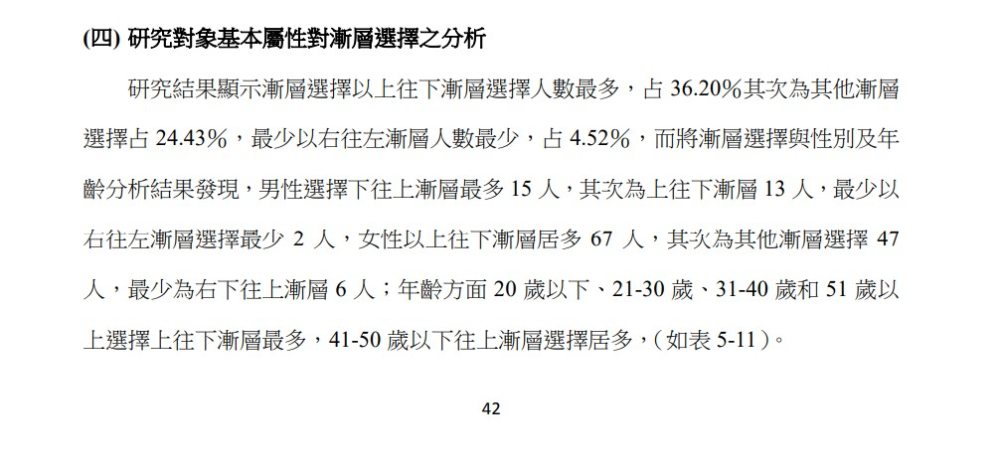 (四) 研究對象基本屬性對漸層選擇之分析
研究結果顯示漸層選擇以上往下漸層選擇人數最多，占 36.20%其次為其他漸層
選擇占 24.43%，最少以右往左漸層人數最少，占 4.52%，而將漸層選擇與性別及年
齡分析結果發現，男性選擇下往上漸層最多 15 人，其次為上往下漸層 13 人，最少以
右往左漸層選擇最少 2 人，女性以上往下漸層居多 67 人，其次為其他漸層選擇 47
人，最少為右下往上漸層 6 人；年齡方面 20 歲以下、21-30 歲、31-40 歲和 51 歲以
上選擇上往下漸層最多，41-50 歲以下往上漸層選擇居多，（如表 5-11）。
42